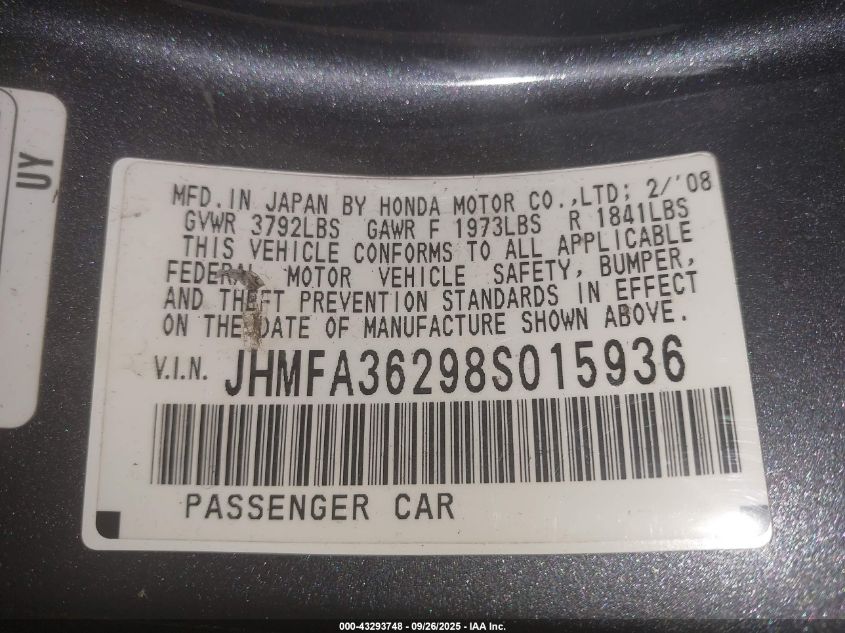 UY
MFD. IN JAPAN BY HONDA MOTOR CO.,LTD; 2/'08
GVWR 3792LBS GAWR F 1973LBS R 1841LBS
THIS VEHICLE CONFORMS TO ALL APPLICABLE
FEDERAL MOTOR VEHICLE SAFETY, BUMPER,
AND THEFT PREVENTION STANDARDS IN EFFECT
ON THE DATE OF MANUFACTURE SHOWN ABOVE.
V.I.N. JHMFA36298S015936
PASSENGER CAR
000-43293748 - 09/26/2025 - IAA Inc.